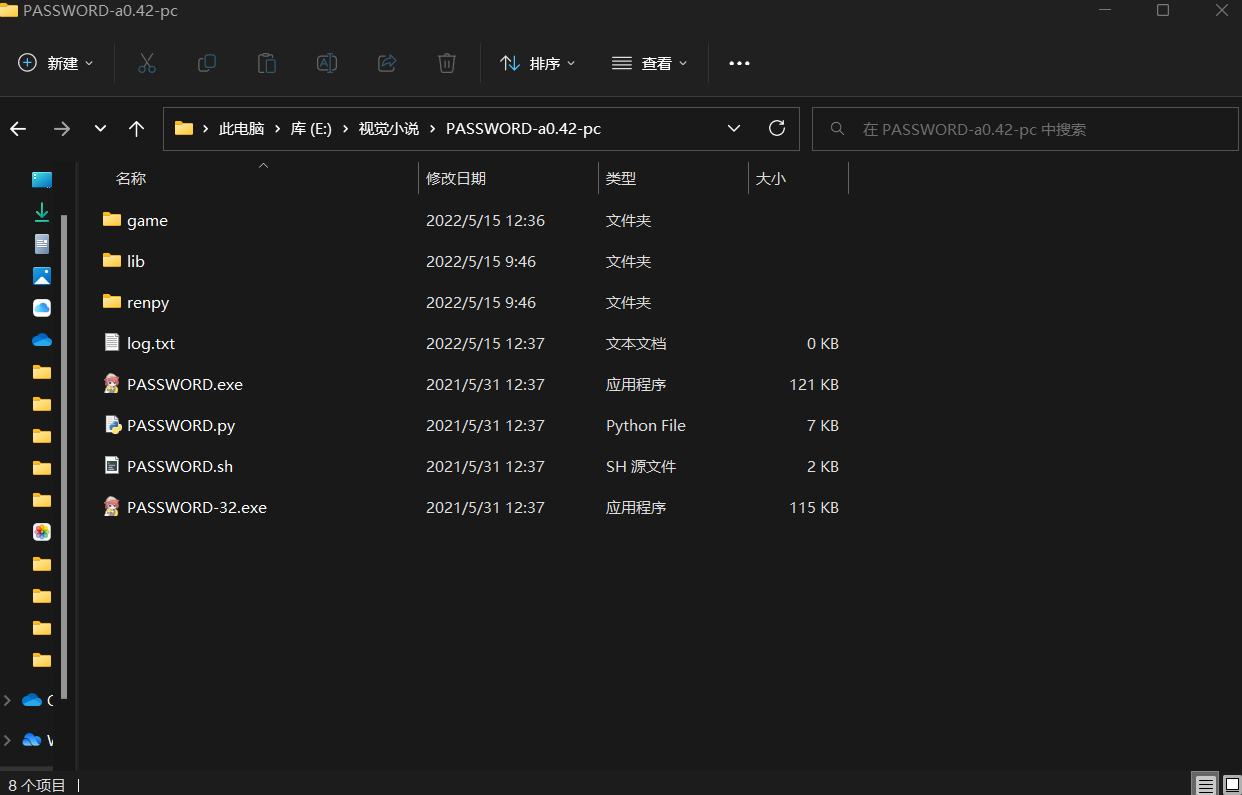 PASSWORD-a0.42-pc
新建 排序 查看
此电脑 库 (E:) 视觉小说 PASSWORD-a0.42-pc 在 PASSWORD-a0.42-pc 中搜索
名称 修改日期 类型 大小
game 2022/5/15 12:36 文件夹
lib 2022/5/15 9:46 文件夹
renpy 2022/5/15 9:46 文件夹
log.txt 2022/5/15 12:37 文本文档 0 KB
PASSWORD.exe 2021/5/31 12:37 应用程序 121 KB
PASSWORD.py 2021/5/31 12:37 Python File 7 KB
PASSWORD.sh 2021/5/31 12:37 SH 源文件 2 KB
PASSWORD-32.exe 2021/5/31 12:37 应用程序 115 KB
8 个项目